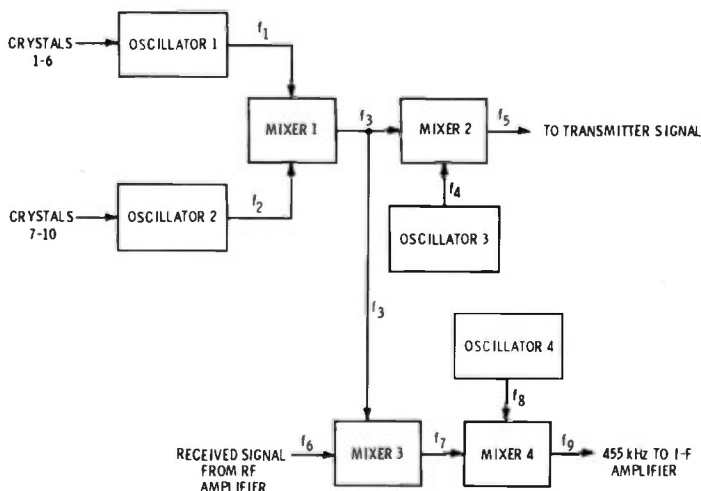 CRYSTALS
1-6
OSCILLATOR 1
f1
MIXER 1
f3
MIXER 2
f5
TO TRANSMITTER SIGNAL
CRYSTALS
7-10
OSCILLATOR 2
f2
f4
OSCILLATOR 3
f3
OSCILLATOR 4
f8
RECEIVED SIGNAL
FROM RF
AMPLIFIER
f6
MIXER 3
f7
MIXER 4
f9
455 kHz TO I-F
AMPLIFIER